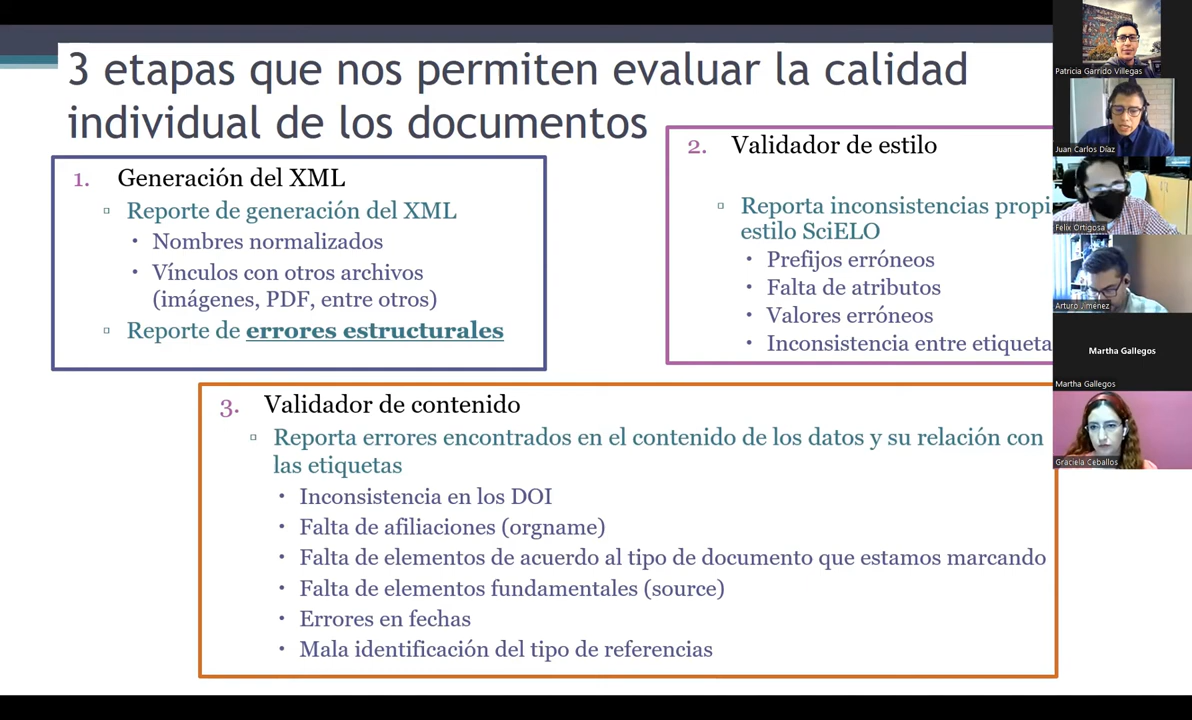 3 etapas que nos permiten evaluar la calidad
individual de los documentos
1. Generación del XML
Reporte de generación del XML
Nombres normalizados
Vínculos con otros archivos
(imágenes, PDF, entre otros)
Reporte de errores estructurales
2. Validador de estilo
Reporta inconsistencias propi
estilo SciELO
Prefijos erróneos
Falta de atributos
Valores erróneos
Inconsistencia entre etiqueta
3. Validador de contenido
Reporta errores encontrados en el contenido de los datos y su relación con
las etiquetas
Inconsistencia en los DOI
Falta de afiliaciones (orgname)
Falta de elementos de acuerdo al tipo de documento que estamos marcando
Falta de elementos fundamentales (source)
Errores en fechas
Mala identificación del tipo de referencias
Patricia Garrido Villegas
Juan Carlos Díaz
Felix Ortigosa
Arturo Jiménez
Martha Gallegos
Martha Gallegos
Graciela Ceballos